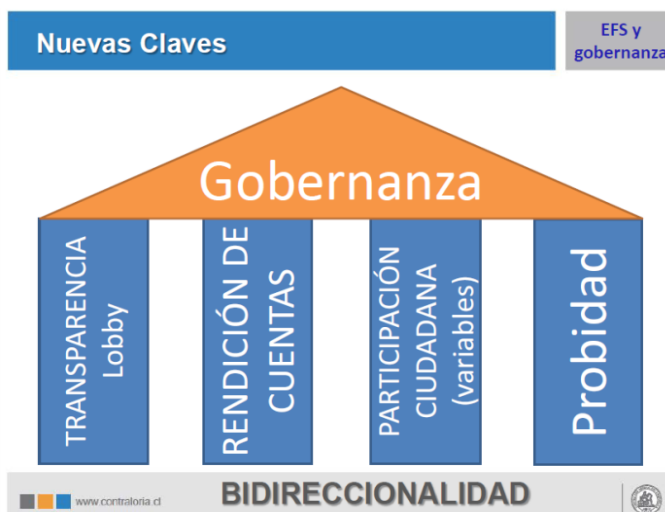 Nuevas Claves
EFS y
gobernanza
Gobernanza
TRANSPARENCIA
Lobby
RENDICIÓN DE
CUENTAS
PARTICIPACIÓN
CIUDADANA
(variables)
Probidad
www.contraloria.cl
BIDIRECCIONALIDAD